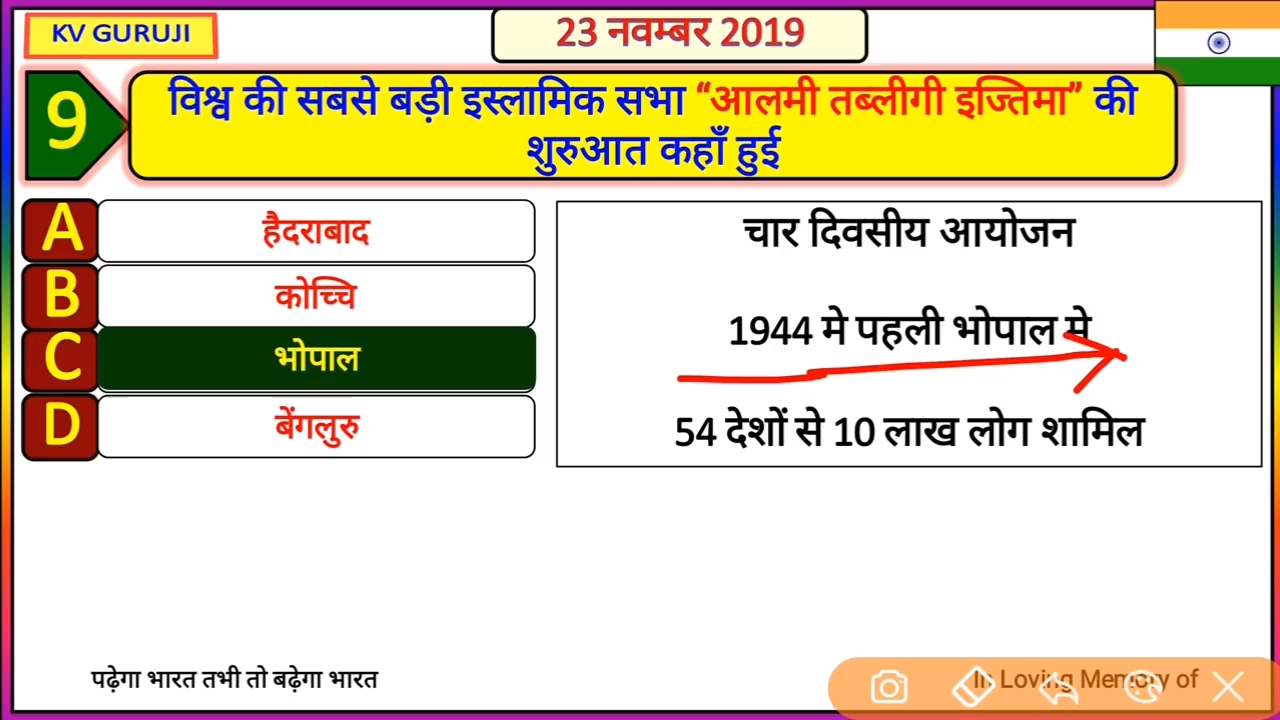 KV GURUJI
23 नवम्बर 2019
9
विश्व की सबसे बड़ी इस्लामिक सभा “आलमी तब्लीगी इज्तिमा” की
शुरुआत कहाँ हुई
A हैदराबाद
B कोच्चि
C भोपाल
D बेंगलुरु
चार दिवसीय आयोजन
1944 मे पहली भोपाल मे
54 देशों से 10 लाख लोग शामिल
पढ़ेगा भारत तभी तो बढ़ेगा भारत
In Loving Memory of